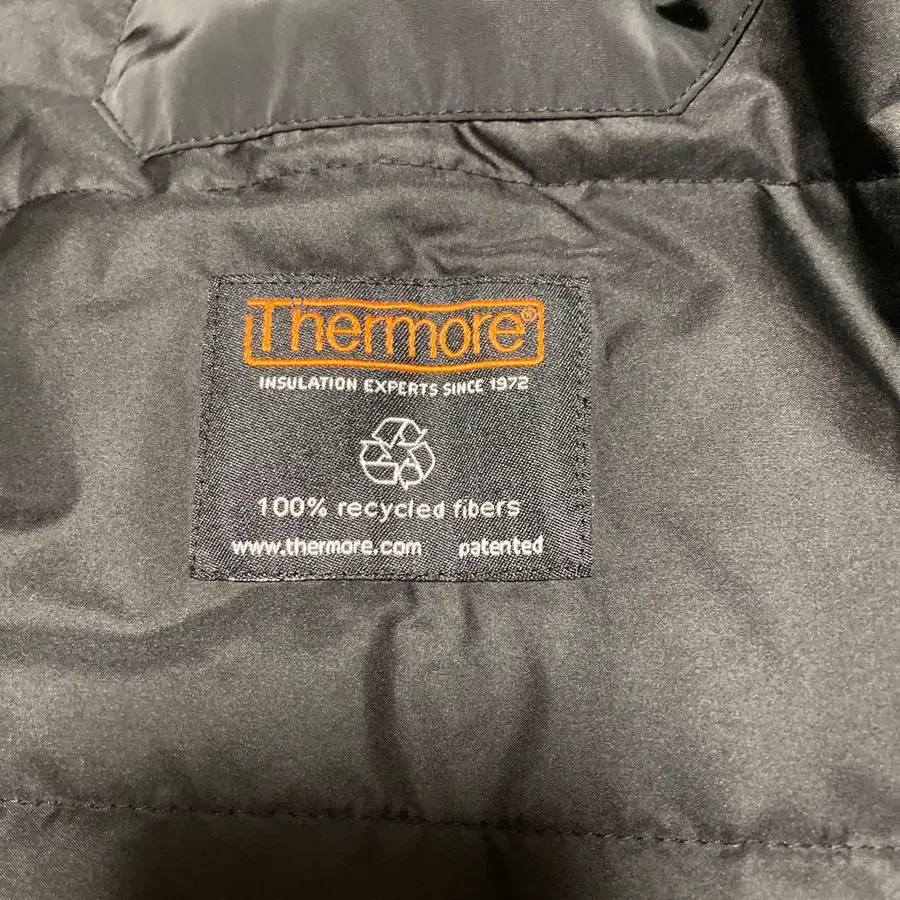 Thermore®
INSULATION EXPERTS SINCE 1972
100% recycled fibers
www.thermore.com patented